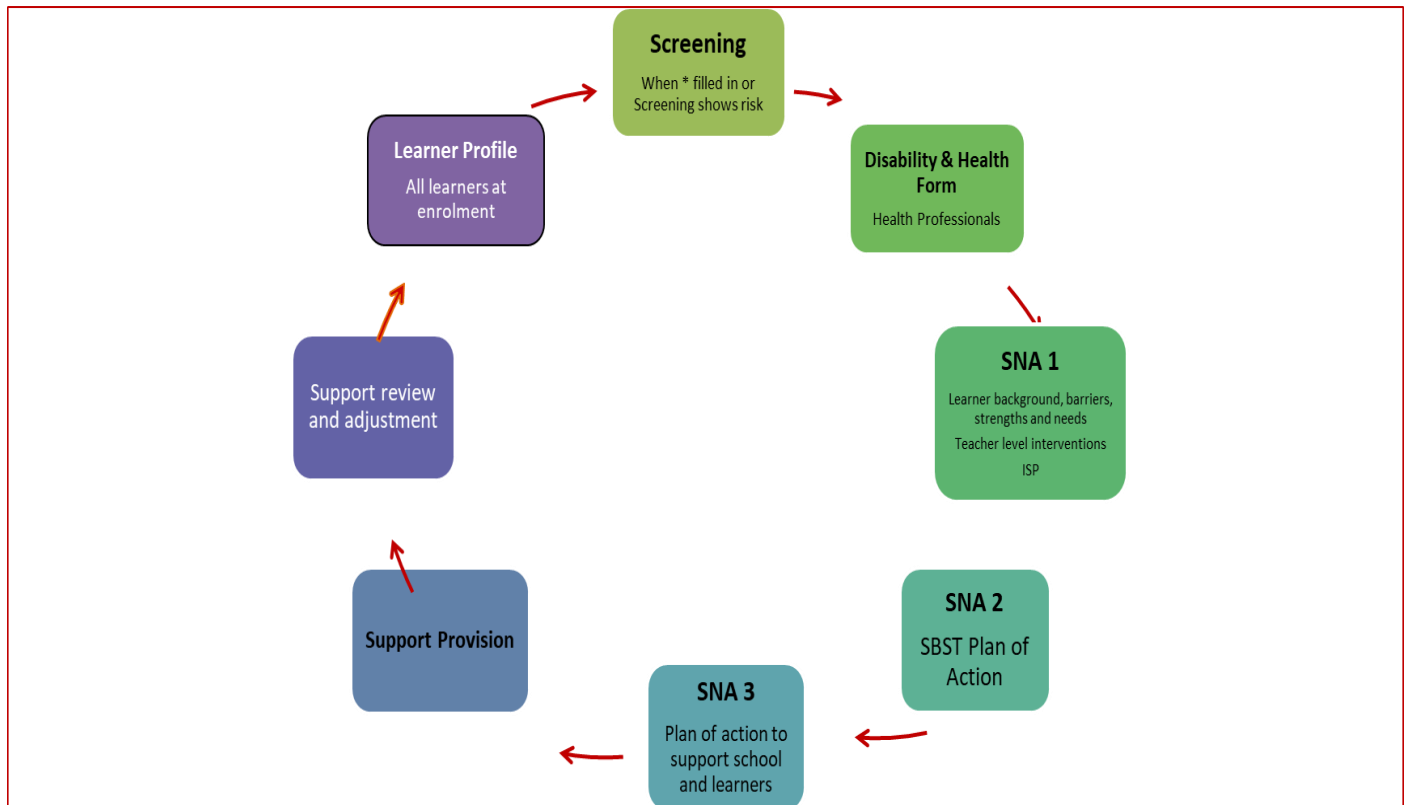 Screening
When * filled in or
Screening shows risk
Disability & Health
Form
Health Professionals
SNA 1
Learner background, barriers,
strengths and needs
Teacher level interventions
ISP
SNA 2
SBST Plan of
Action
SNA 3
Plan of action to
support school
and learners
Support Provision
Support review
and adjustment
Learner Profile
All learners at
enrolment